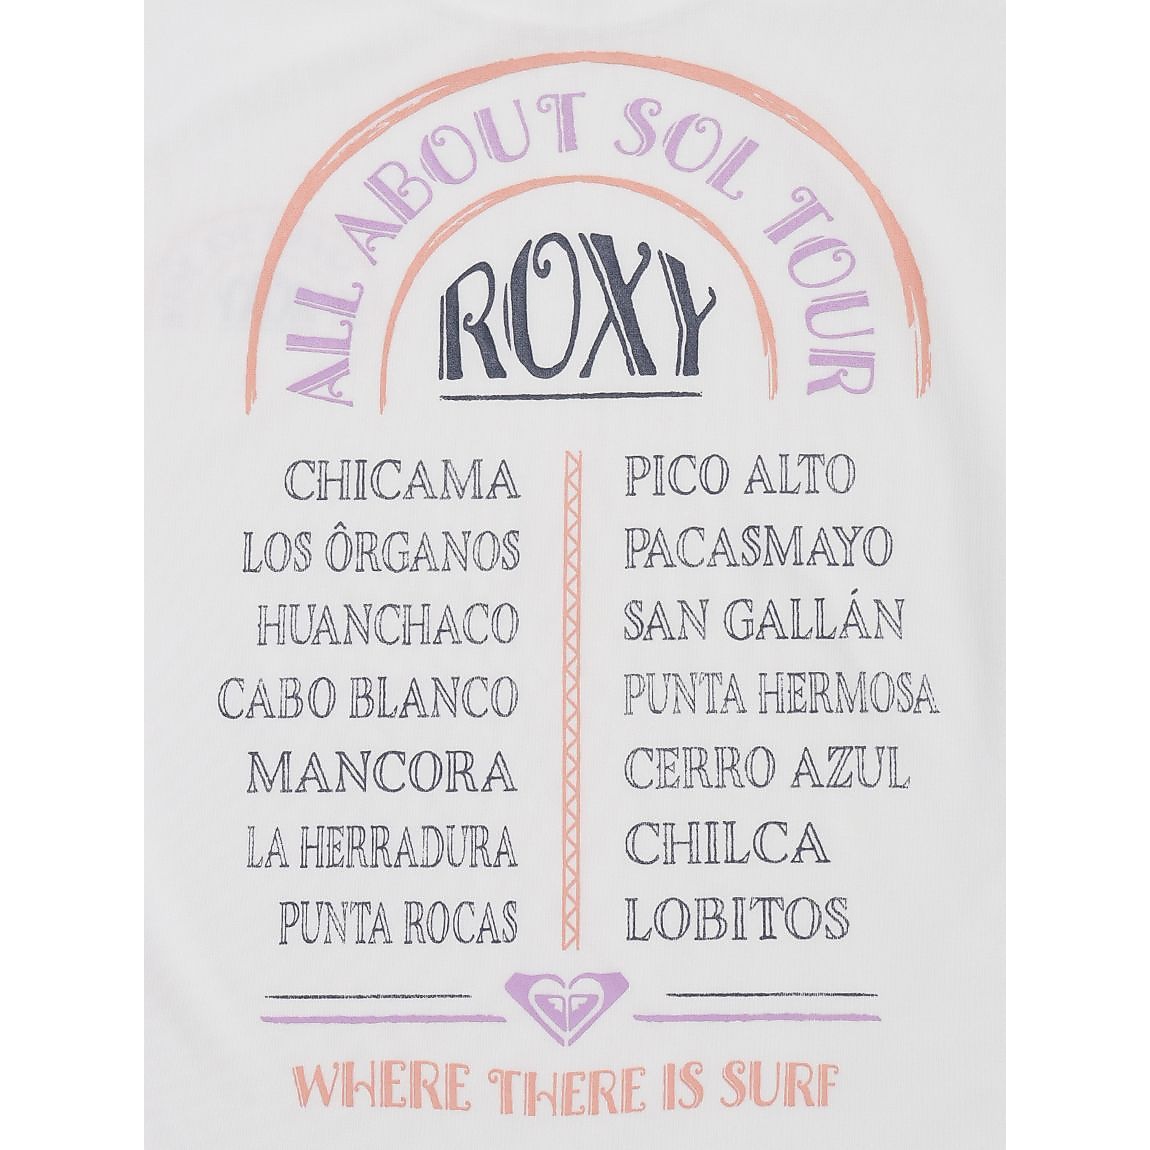 ALL ABOUT SOL TOUR
ROXY
CHICAMA
LOS ÔRGANOS
HUANCHACO
CABO BLANCO
MANCORA
LA HERRADURA
PUNTA ROCAS
PICO ALTO
PACASMAYO
SAN GALLÁN
PUNTA HERMOSA
CERRO AZUL
CHILCA
LOBITOS
WHERE THERE IS SURF